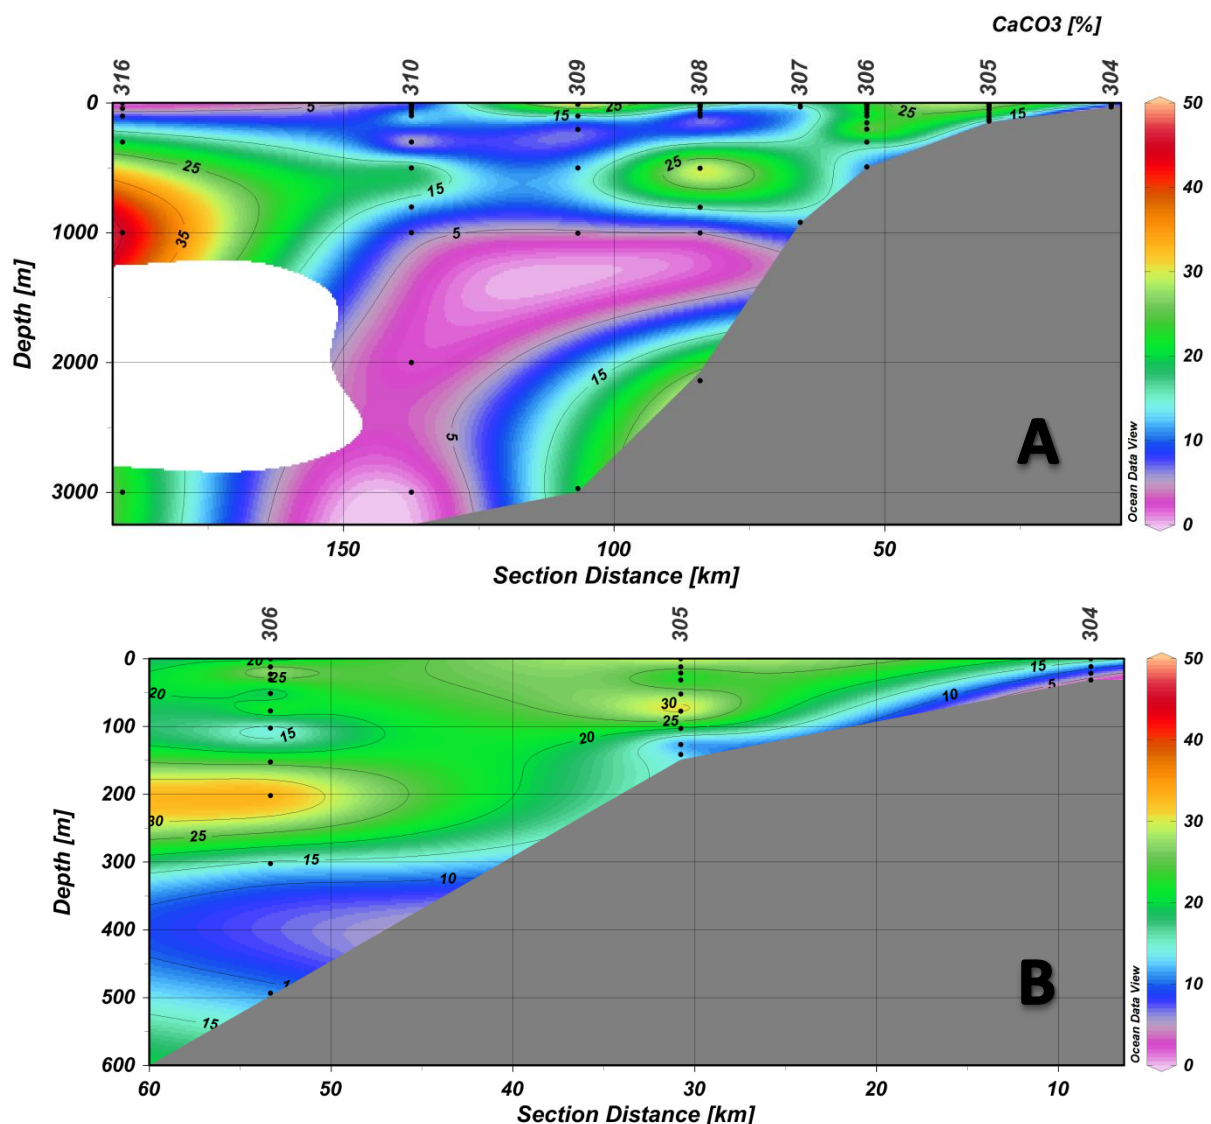 CaCO3 [%]
316 310 309 308 307 306 305 304
0 5 15 25 25 15 50
25 15 25 40
1000 35 5 30
Depth [m]
2000 15 20
5 A 10
3000 0
Ocean Data View
150 100 50
Section Distance [km]
306 305 304
0 20 25 15 50
20 30 10 5 40
100 15 25 20
200 30
30 25
300 15 10 20
Depth [m]
400
500 1 B 10
15
600 0
Ocean Data View
60 50 40 30 20 10
Section Distance [km]